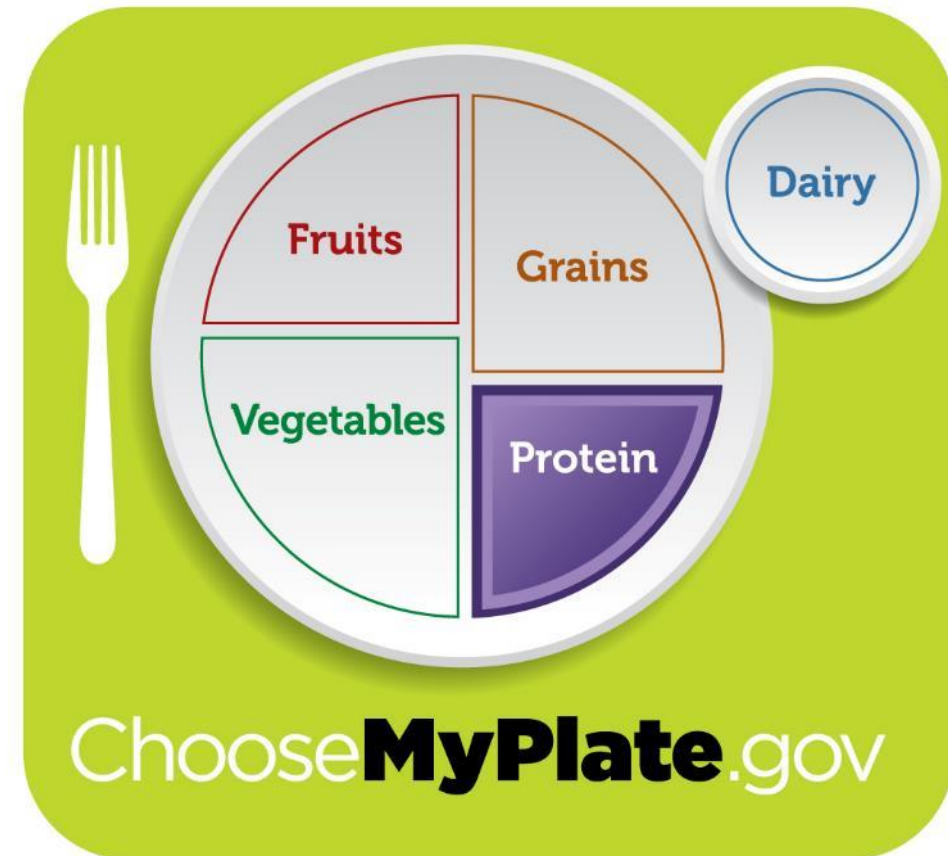 Fruits
Grains
Dairy
Vegetables
Protein
ChooseMyPlate.gov